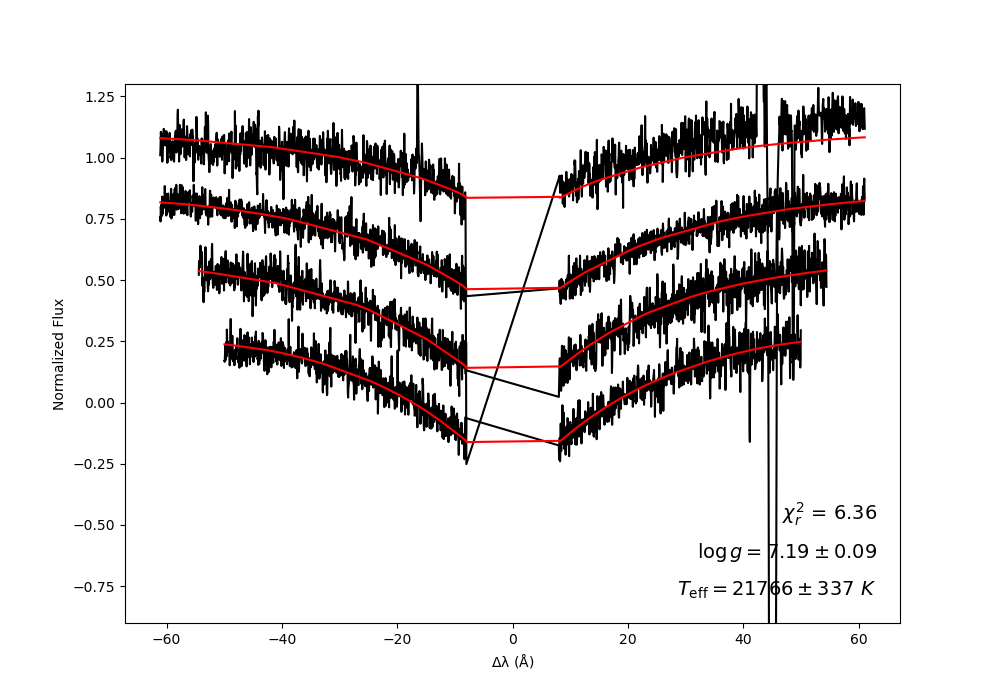 1.25
1.00
0.75
0.50
0.25
0.00
−0.25
−0.50
−0.75
Normalized Flux
χ²ᵣ = 6.36
log g = 7.19 ± 0.09
T_eff = 21766 ± 337 K
−60 −40 −20 0 20 40 60
Δλ (Å)